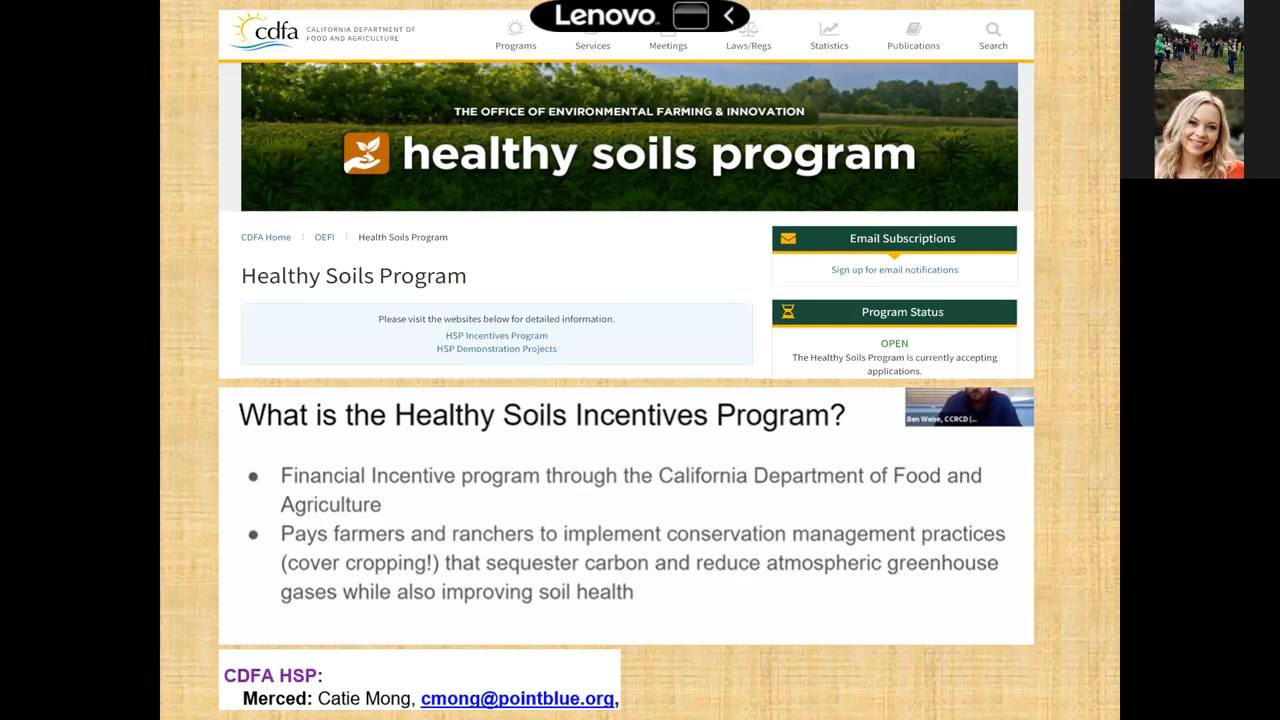 Lenovo
cdfa
CALIFORNIA DEPARTMENT OF
FOOD AND AGRICULTURE
Programs
Services
Meetings
Laws/Regs
Statistics
Publications
Search
THE OFFICE OF ENVIRONMENTAL FARMING & INNOVATION
healthy soils program
CDFA Home
OEFI
Health Soils Program
Healthy Soils Program
Please visit the websites below for detailed information.
HSP Incentives Program
HSP Demonstration Projects
Email Subscriptions
Sign up for email notifications
Program Status
OPEN
The Healthy Soils Program is currently accepting
applications.
What is the Healthy Soils Incentives Program?
Ben Weise, CCRCD (...
● Financial Incentive program through the California Department of Food and
Agriculture
● Pays farmers and ranchers to implement conservation management practices
(cover cropping!) that sequester carbon and reduce atmospheric greenhouse
gases while also improving soil health
CDFA HSP:
Merced: Catie Mong, cmong@pointblue.org,